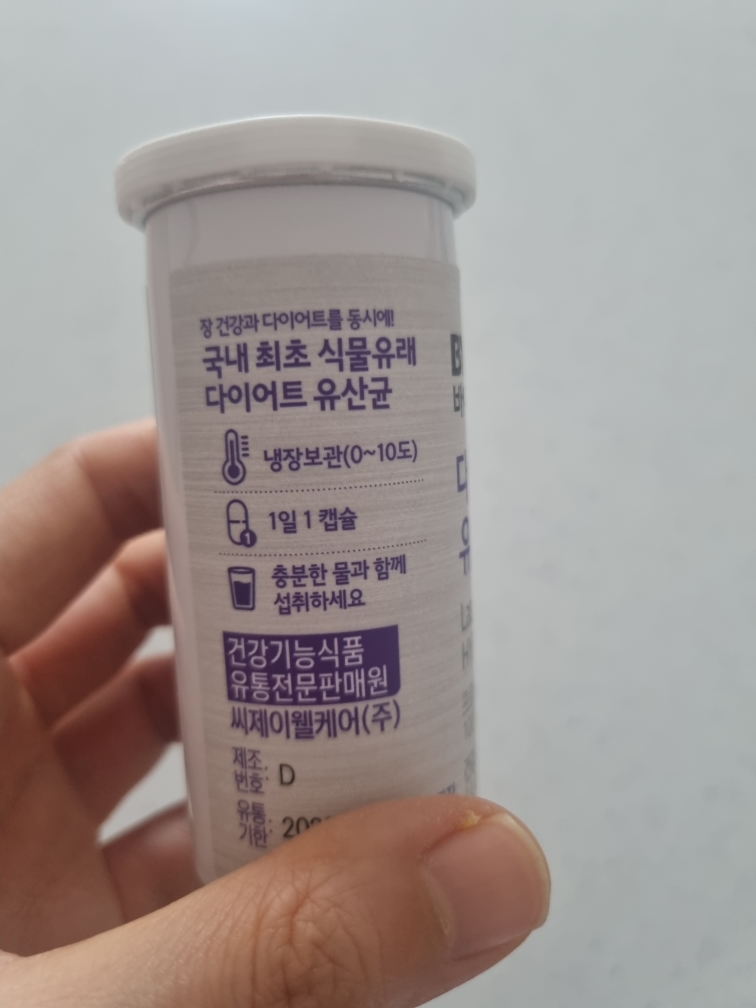 장 건강과 다이어트를 동시에!
국내 최초 식물유래
다이어트 유산균
냉장보관(0~10도)
1일 1 캡슐
1
충분한 물과 함께
섭취하세요
건강기능식품
유통전문판매원
씨제이웰케어(주)
제조.
번호: D
유통.
기한: